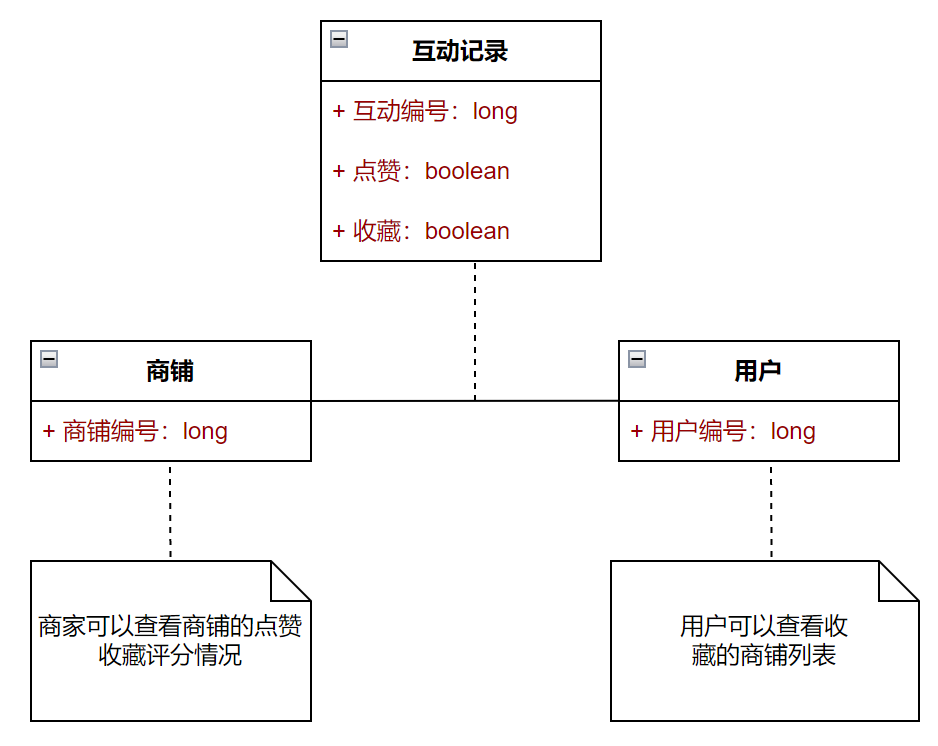 互动记录
+ 互动编号：long
+ 点赞：boolean
+ 收藏：boolean
商铺
+ 商铺编号：long
用户
+ 用户编号：long
商家可以查看商铺的点赞
收藏评分情况
用户可以查看收
藏的商铺列表